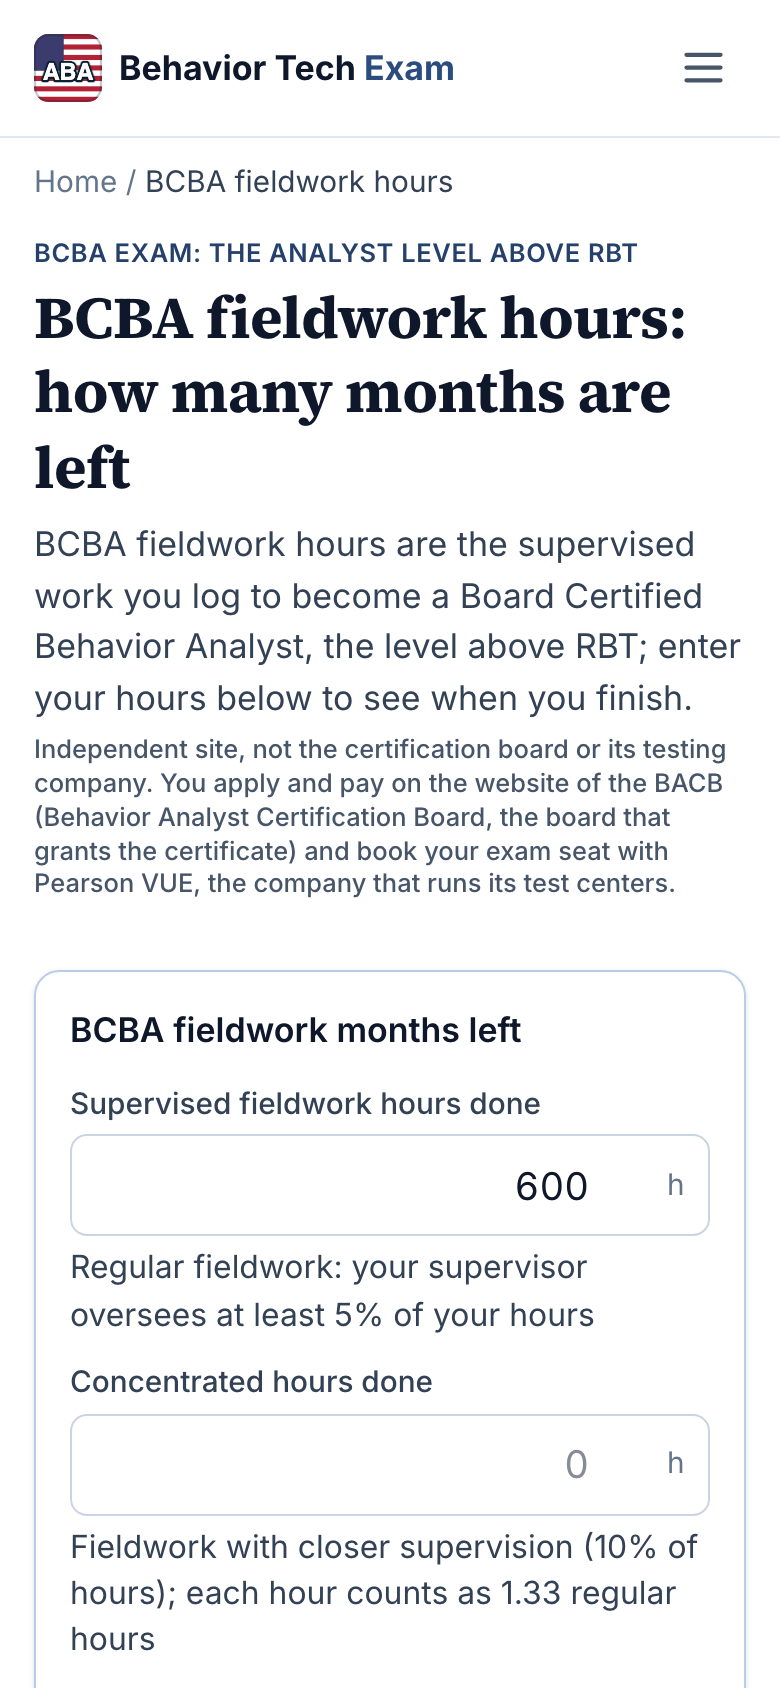 ABA
Behavior Tech Exam
Home / BCBA fieldwork hours
BCBA EXAM: THE ANALYST LEVEL ABOVE RBT
BCBA fieldwork hours:
how many months are
left
BCBA fieldwork hours are the supervised
work you log to become a Board Certified
Behavior Analyst, the level above RBT; enter
your hours below to see when you finish.
Independent site, not the certification board or its testing
company. You apply and pay on the website of the BACB
(Behavior Analyst Certification Board, the board that
grants the certificate) and book your exam seat with
Pearson VUE, the company that runs its test centers.
BCBA fieldwork months left
Supervised fieldwork hours done
600 h
Regular fieldwork: your supervisor
oversees at least 5% of your hours
Concentrated hours done
0 h
Fieldwork with closer supervision (10% of
hours); each hour counts as 1.33 regular
hours